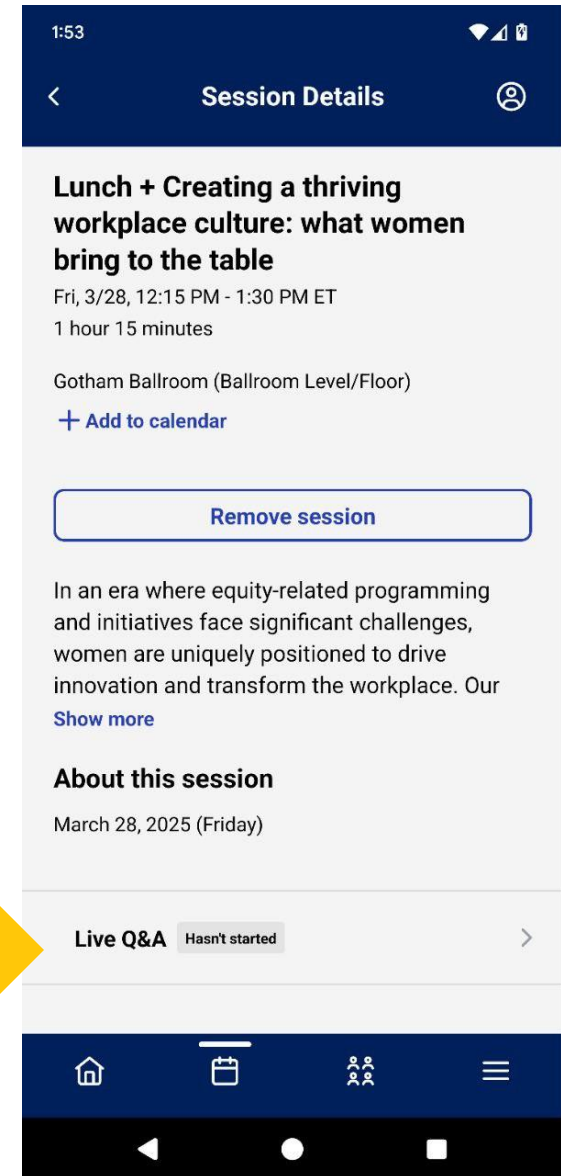 1:53
Session Details
Lunch + Creating a thriving
workplace culture: what women
bring to the table
Fri, 3/28, 12:15 PM - 1:30 PM ET
1 hour 15 minutes
Gotham Ballroom (Ballroom Level/Floor)
+ Add to calendar
Remove session
In an era where equity-related programming
and initiatives face significant challenges,
women are uniquely positioned to drive
innovation and transform the workplace. Our
Show more
About this session
March 28, 2025 (Friday)
Live Q&A Hasn't started